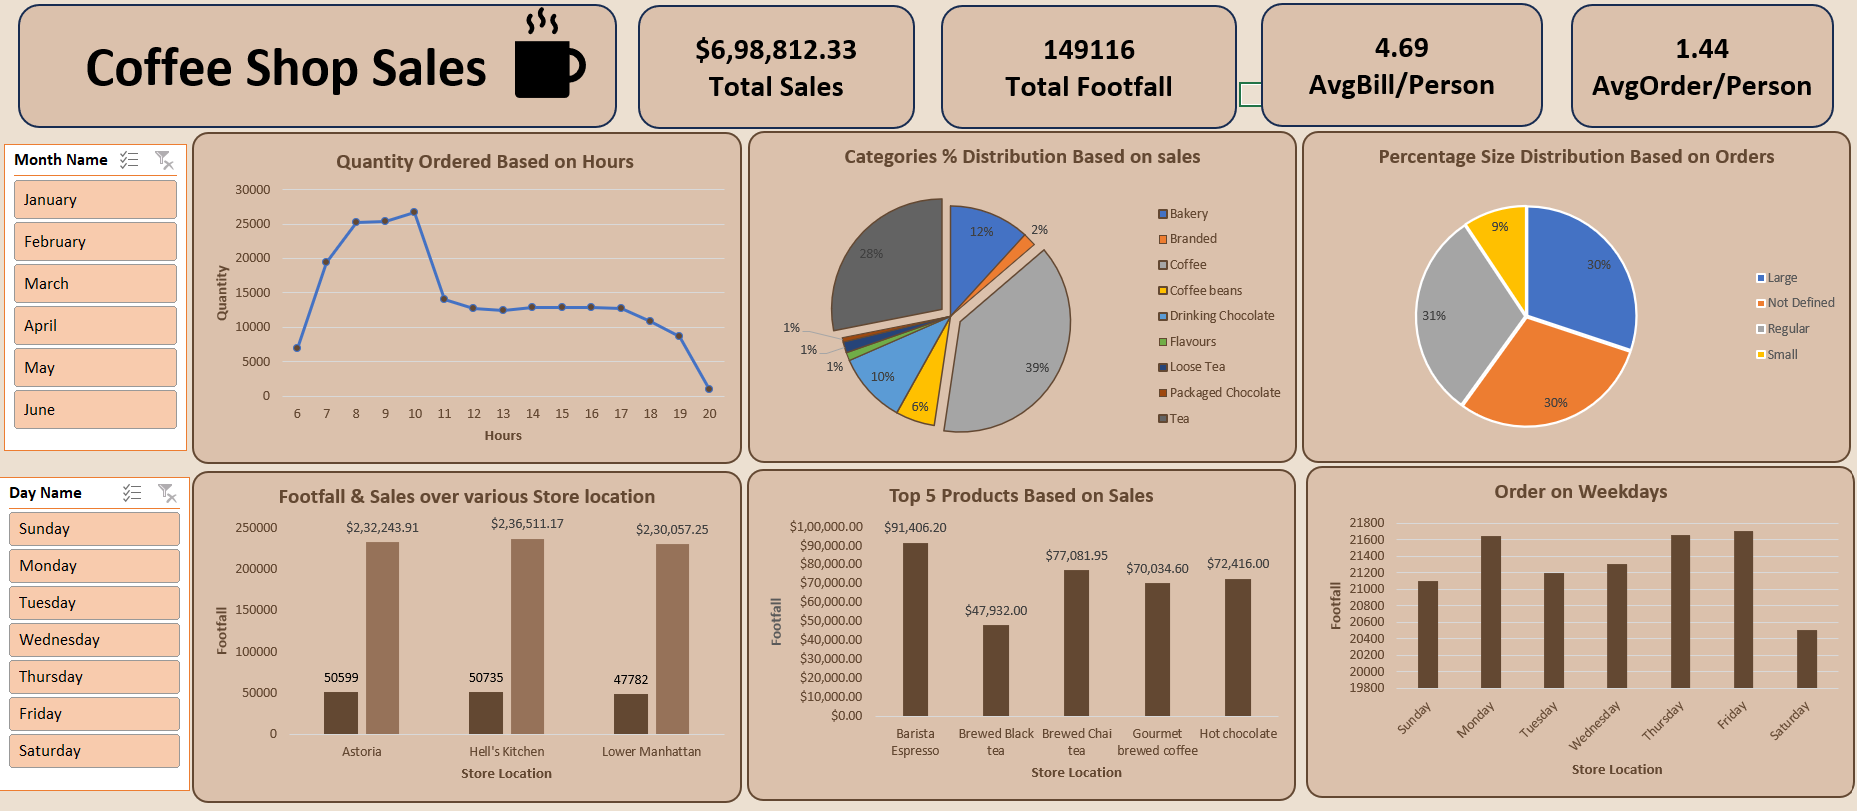 Coffee Shop Sales
$6,98,812.33
Total Sales
149116
Total Footfall
4.69
AvgBill/Person
1.44
AvgOrder/Person
Month Name
January
February
March
April
May
June
Quantity Ordered Based on Hours
30000
25000
20000
15000
10000
5000
0
Quantity
6 7 8 9 10 11 12 13 14 15 16 17 18 19 20
Hours
Categories % Distribution Based on sales
12%
2%
39%
6%
10%
1%
1%
1%
28%
Bakery
Branded
Coffee
Coffee beans
Drinking Chocolate
Flavours
Loose Tea
Packaged Chocolate
Tea
Percentage Size Distribution Based on Orders
30%
30%
31%
9%
Large
Not Defined
Regular
Small
Day Name
Sunday
Monday
Tuesday
Wednesday
Thursday
Friday
Saturday
Footfall & Sales over various Store location
250000
200000
150000
100000
50000
0
Footfall
$2,32,243.91
$2,36,511.17
$2,30,057.25
50599
50735
47782
Astoria
Hell's Kitchen
Lower Manhattan
Store Location
Top 5 Products Based on Sales
$1,00,000.00
$90,000.00
$80,000.00
$70,000.00
$60,000.00
$50,000.00
$40,000.00
$30,000.00
$20,000.00
$10,000.00
$0.00
Footfall
$91,406.20
$47,932.00
$77,081.95
$70,034.60
$72,416.00
Barista
Espresso
Brewed Black
tea
Brewed Chai
tea
Gourmet
brewed coffee
Hot chocolate
Store Location
Order on Weekdays
21800
21600
21400
21200
21000
20800
20600
20400
20200
20000
19800
Footfall
Sunday
Monday
Tuesday
Wednesday
Thursday
Friday
Saturday
Store Location